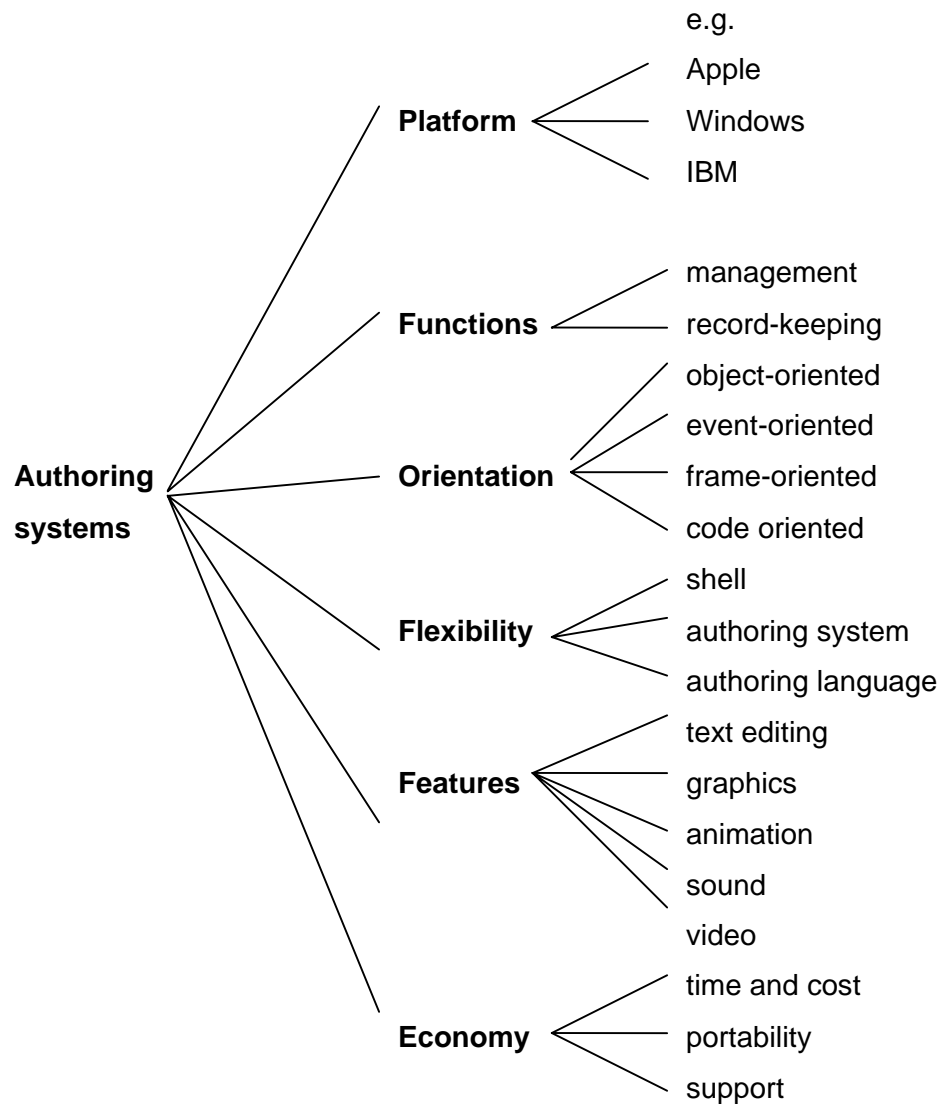 e.g.
Apple
Platform
Windows
IBM
management
Functions
record-keeping
object-oriented
event-oriented
Authoring
systems
Orientation
frame-oriented
code oriented
shell
Flexibility
authoring system
authoring language
text editing
Features
graphics
animation
sound
video
time and cost
Economy
portability
support